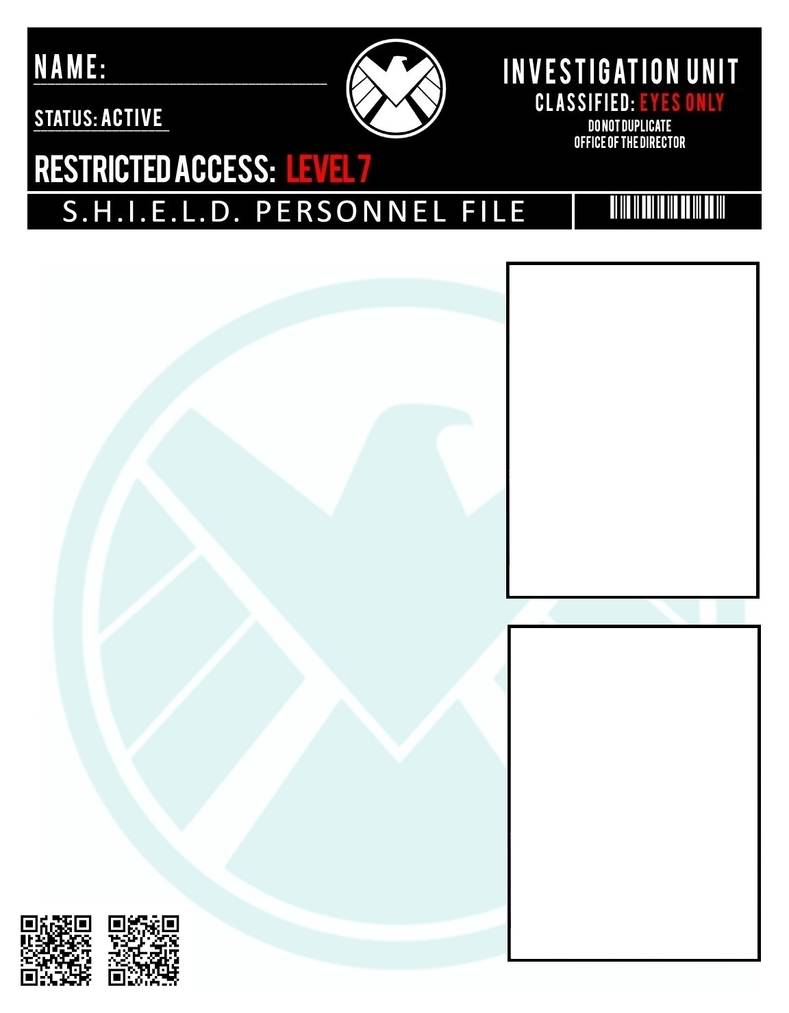 NAME:
STATUS: ACTIVE
RESTRICTED ACCESS: LEVEL 7
INVESTIGATION UNIT
CLASSIFIED: EYES ONLY
DO NOT DUPLICATE
OFFICE OF THE DIRECTOR
S.H.I.E.L.D. PERSONNEL FILE